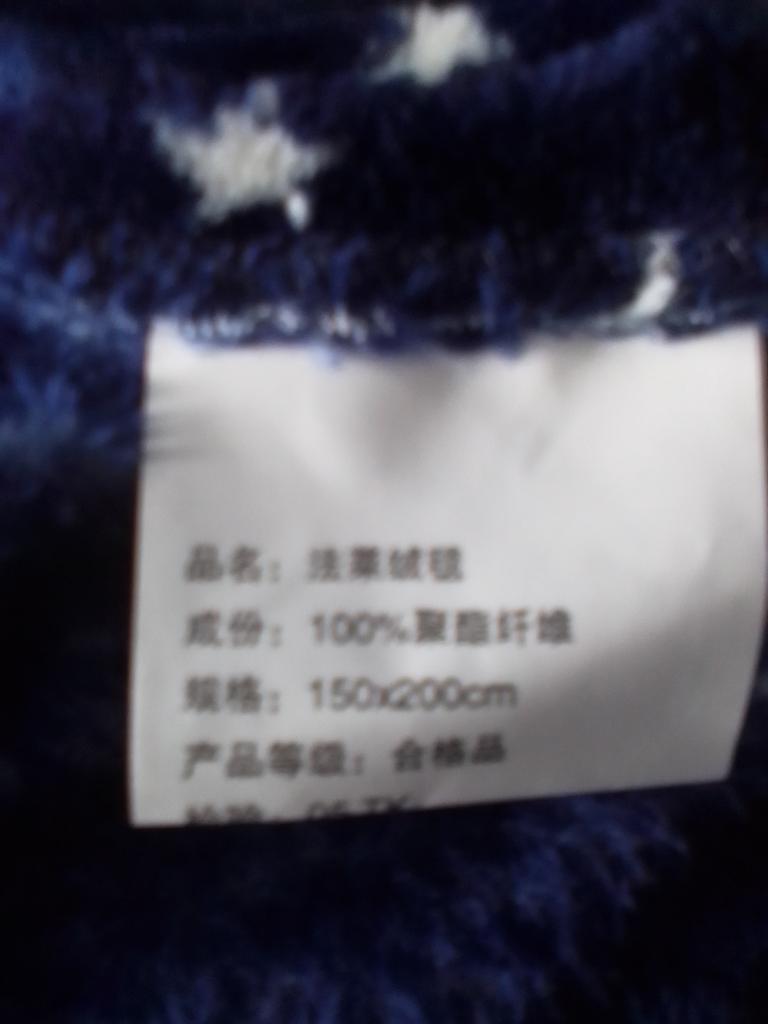 品名：法莱绒毯
成份：100%聚酯纤维
规格：150x200cm
产品等级：合格品